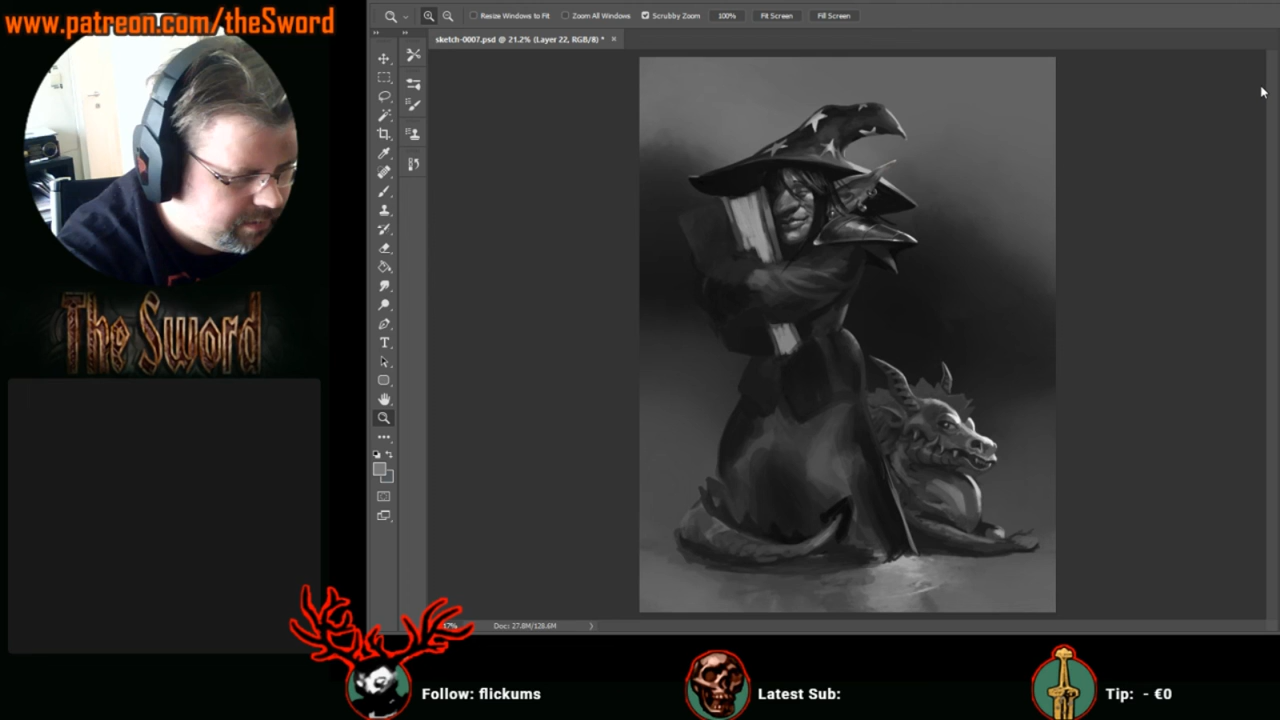 www.patreon.com/theSword
Resize Windows to Fit
Zoom All Windows
Scrubby Zoom
100%
Fit Screen
Fill Screen
sketch-0007.psd @ 21.2% (Layer 22, RGB/8) *
The Sword
Doc: 27.8M/128.6M
Follow: flickums
Latest Sub:
Tip: - €0